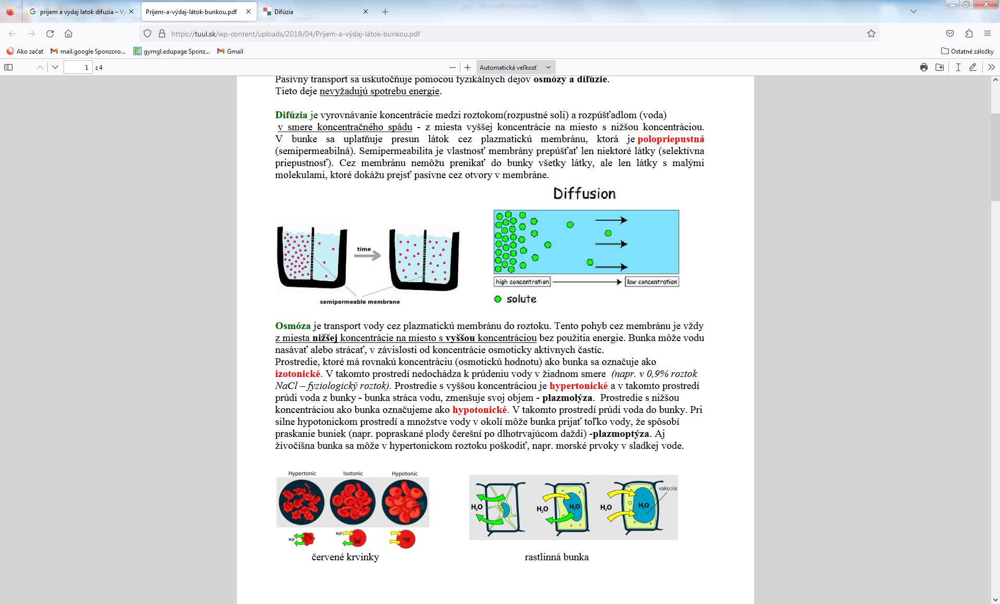 prijem a vydaj latok difuzia – Vy
Príjem-a-výdaj-látok-bunkou.pdf
Difúzia
https://tuul.sk/wp-content/uploads/2018/04/Príjem-a-výdaj-látok-bunkou.pdf
Ako začať
mail.google Sponzoro...
gymgl.edupage Sponz...
Gmail
Ostatné záložky
1
z 4
Automatická veľkosť
Pasívny transport sa uskutočňuje pomocou fyzikálnych dejov osmózy a difúzie.
Tieto deje nevyžadujú spotrebu energie.
Difúzia je vyrovnávanie koncentrácie medzi roztokom(rozpustné soli) a rozpúšťadlom (voda)
v smere koncentračného spádu - z miesta vyššej koncentrácie na miesto s nižšou koncentráciou.
V bunke sa uplatňuje presun látok cez plazmatickú membránu, ktorá je polopriepustná
(semipermeabilná). Semipermeabilita je vlastnosť membrány prepúšťať len niektoré látky (selektívna
priepustnosť). Cez membránu nemôžu prenikať do bunky všetky látky, ale len látky s malými
molekulami, ktoré dokážu prejsť pasívne cez otvory v membráne.
Diffusion
time
semipermeable membrane
high concentration
low concentration
solute
Osmóza je transport vody cez plazmatickú membránu do roztoku. Tento pohyb cez membránu je vždy
z miesta nižšej koncentrácie na miesto s vyššou koncentráciou bez použitia energie. Bunka môže vodu
nasávať alebo strácať, v závislosti od koncentrácie osmoticky aktívnych častíc.
Prostredie, ktoré má rovnakú koncentráciu (osmotickú hodnotu) ako bunka sa označuje ako
izotonické. V takomto prostredí nedochádza k prúdeniu vody v žiadnom smere (napr. v 0,9% roztok
NaCl – fyziologický roztok). Prostredie s vyššou koncentráciou je hypertonické a v takomto prostredí
prúdi voda z bunky - bunka stráca vodu, zmenšuje svoj objem - plazmolýza. Prostredie s nižšou
koncentráciou ako bunka označujeme ako hypotonické. V takomto prostredí prúdi voda do bunky. Pri
silne hypotonickom prostredí a množstve vody v okolí môže bunka prijať toľko vody, že spôsobí
praskanie buniek (napr. popraskané plody čerešní po dlhotrvajúcom daždi) -plazmoptýza. Aj
živočíšna bunka sa môže v hypertonickom roztoku poškodiť, napr. morské prvoky v sladkej vode.
Hypertonic
Isotonic
Hypotonic
H₂O
H₂O
H₂O
H₂O
červené krvinky
H₂O
H₂O
H₂O
H₂O
H₂O
vakuola
rastlinná bunka